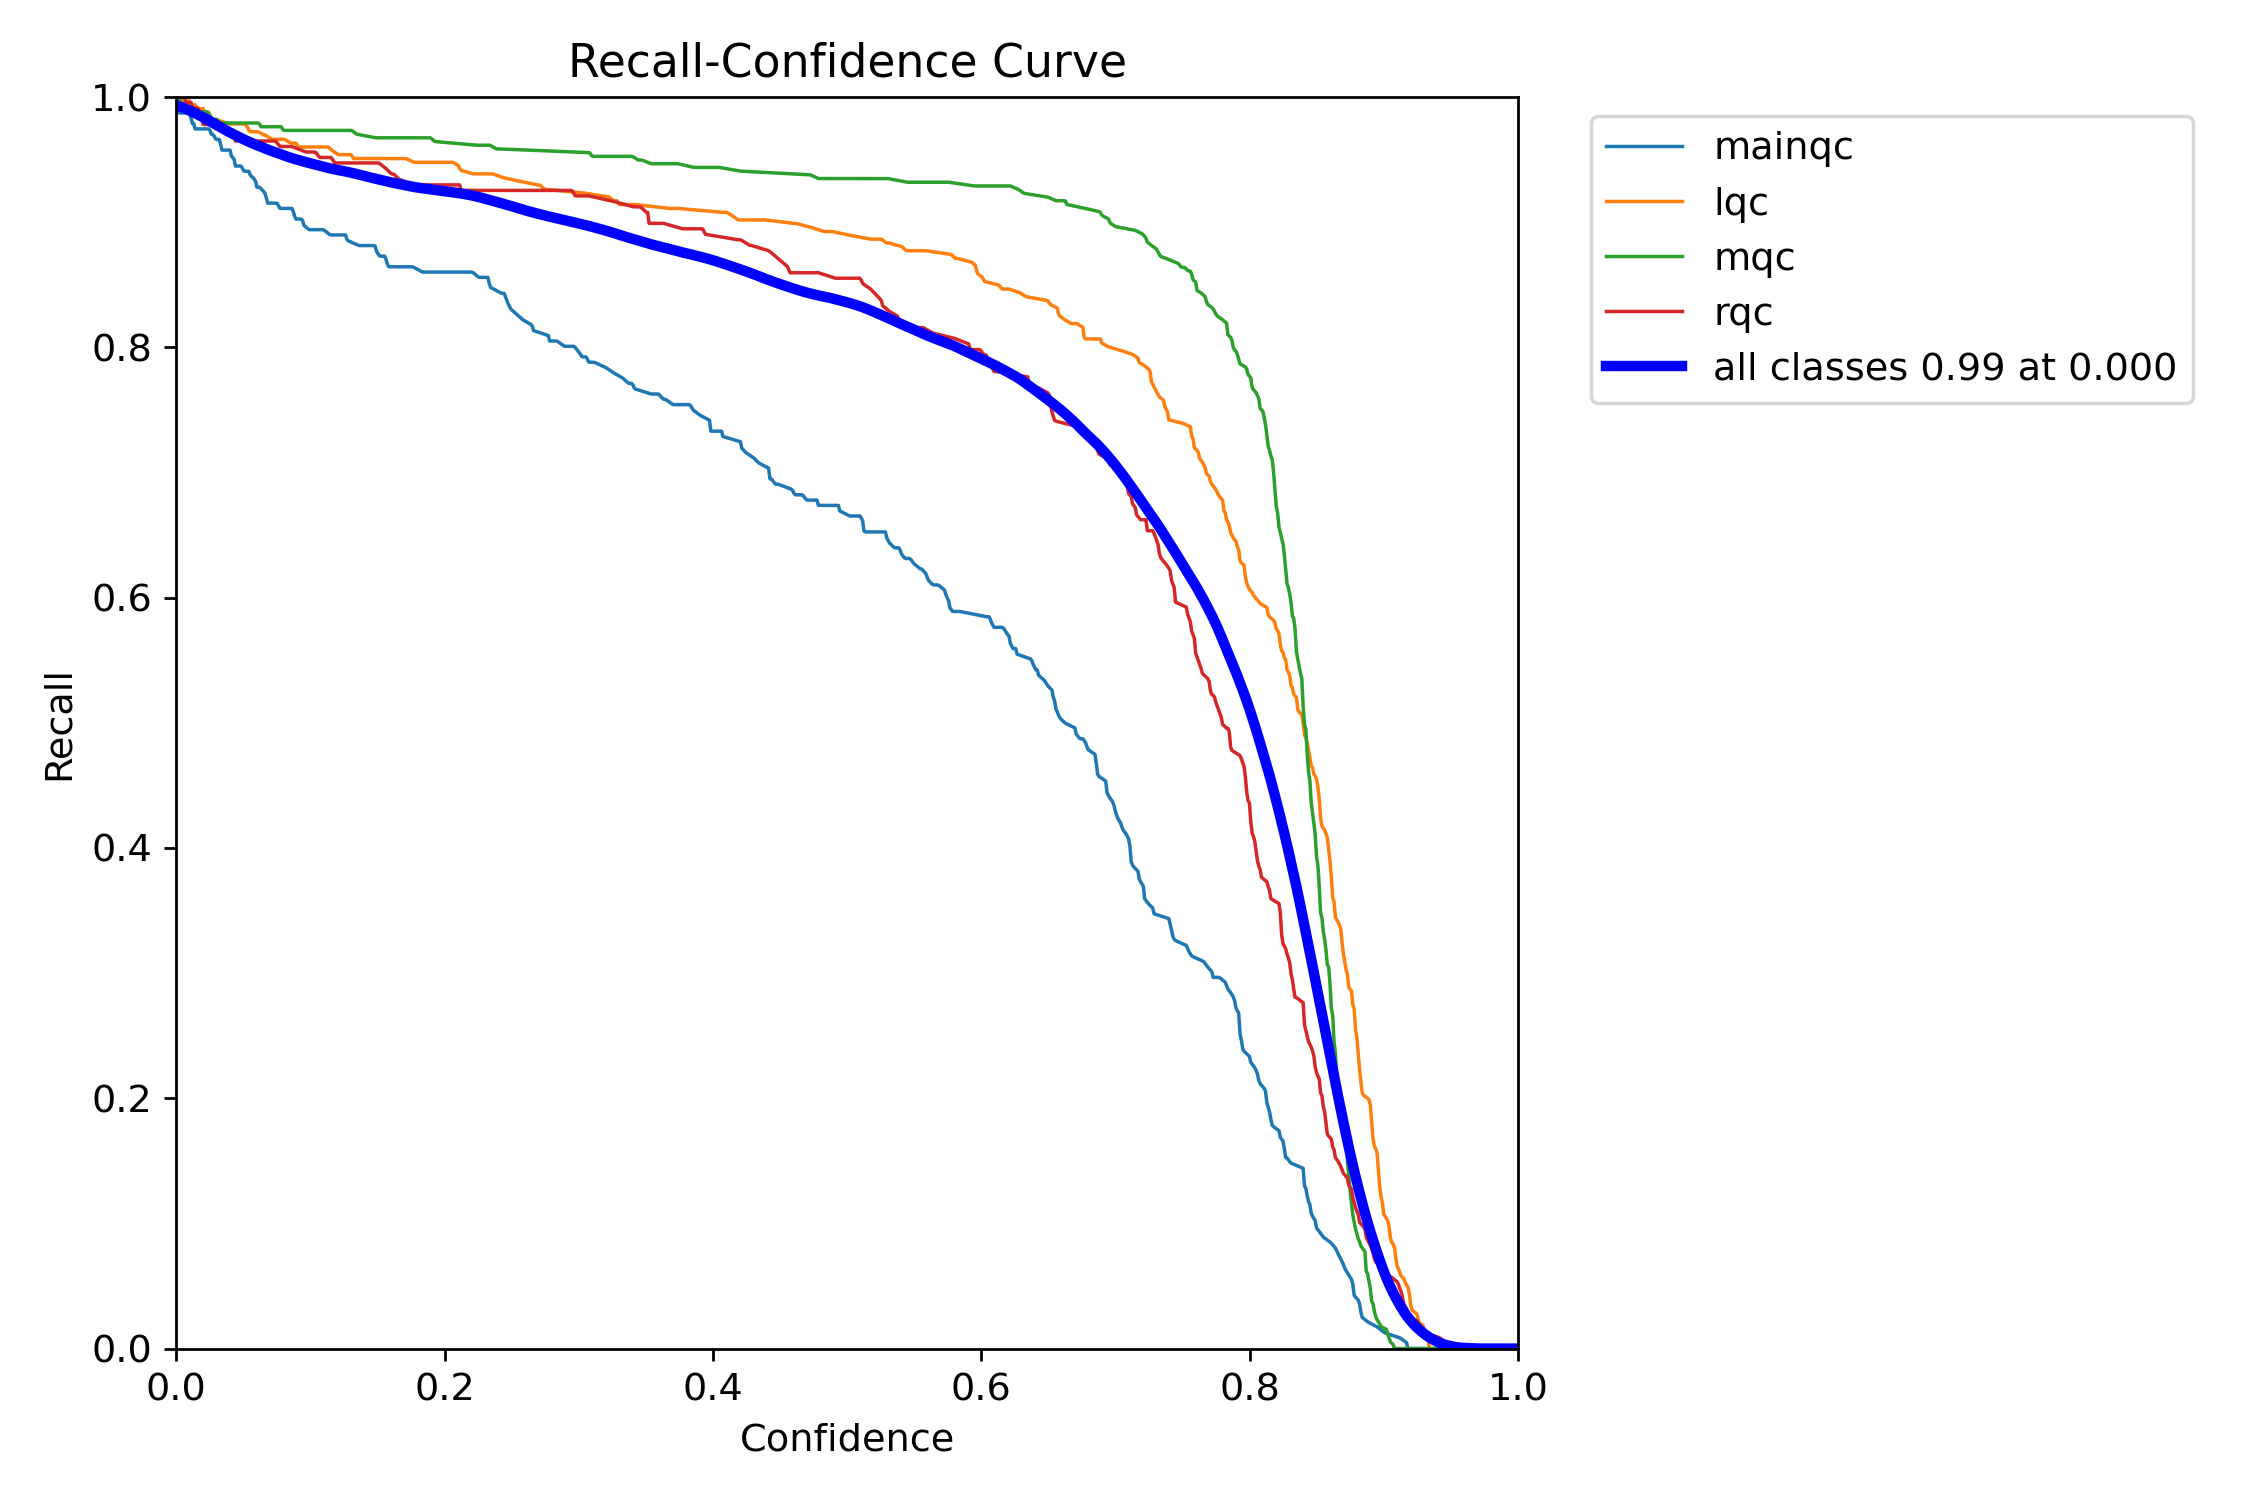 Recall-Confidence Curve
1.0
0.8
0.6
0.4
0.2
0.0
Recall
0.0 0.2 0.4 0.6 0.8 1.0
Confidence
mainqc
lqc
mqc
rqc
all classes 0.99 at 0.000